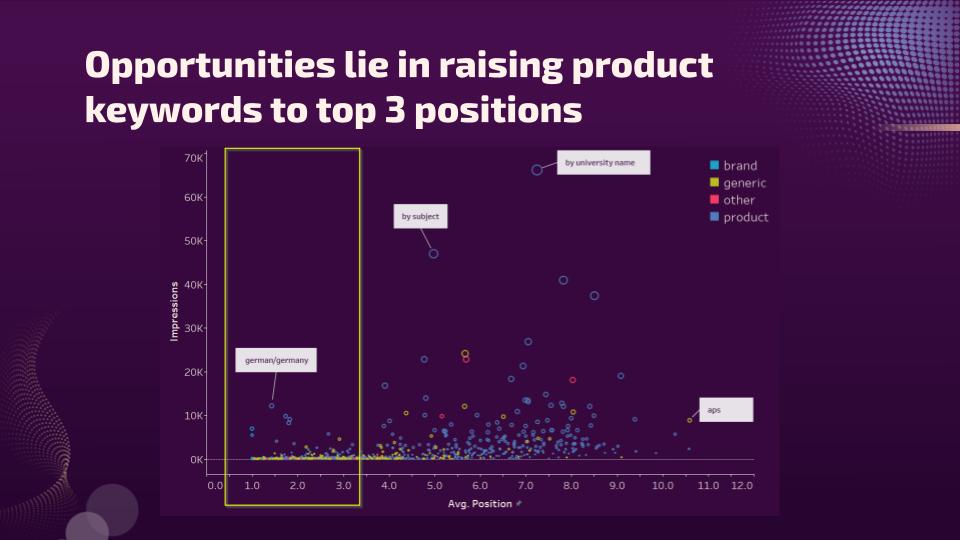 Opportunities lie in raising product
keywords to top 3 positions
70K
by university name
brand
generic
other
product
60K
by subject
50K
40K
Impressions
30K
german/germany
20K
aps
10K
0K
0.0 1.0 2.0 3.0 4.0 5.0 6.0 7.0 8.0 9.0 10.0 11.0 12.0
Avg. Position